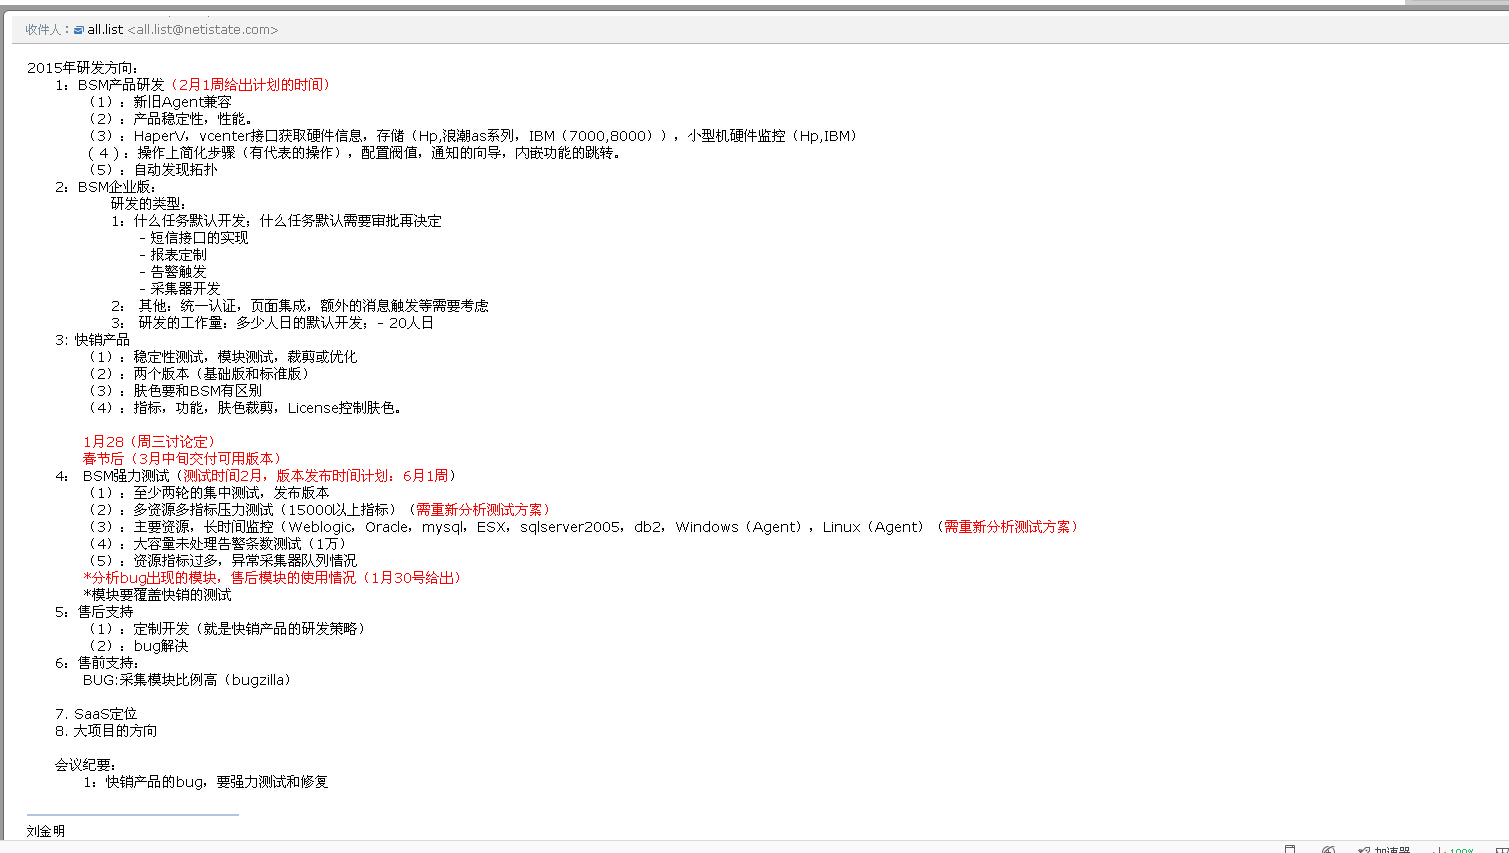 收件人： all.list <all.list@netistate.com>
2015年研发方向：
1：BSM产品研发（2月1周给出计划的时间）
（1）：新旧Agent兼容
（2）：产品稳定性，性能。
（3）：HaperV，vcenter接口获取硬件信息，存储（Hp,浪潮as系列，IBM（7000,8000）），小型机硬件监控（Hp,IBM）
（4）：操作上简化步骤（有代表的操作），配置阀值，通知的向导，内嵌功能的跳转。
（5）：自动发现拓扑
2：BSM企业版：
研发的类型：
1：什么任务默认开发；什么任务默认需要审批再决定
- 短信接口的实现
- 报表定制
- 告警触发
- 采集器开发
2： 其他：统一认证，页面集成，额外的消息触发等需要考虑
3： 研发的工作量：多少人日的默认开发；- 20人日
3: 快销产品
（1）：稳定性测试，模块测试，裁剪或优化
（2）：两个版本（基础版和标准版）
（3）：肤色要和BSM有区别
（4）：指标，功能，肤色裁剪，License控制肤色。
1月28（周三讨论定）
春节后（3月中旬交付可用版本）
4： BSM强力测试（测试时间2月，版本发布时间计划：6月1周）
（1）：至少两轮的集中测试，发布版本
（2）：多资源多指标压力测试（15000以上指标）（需重新分析测试方案）
（3）：主要资源，长时间监控（Weblogic，Oracle，mysql，ESX，sqlserver2005，db2，Windows（Agent），Linux（Agent）（需重新分析测试方案）
（4）：大容量未处理告警条数测试（1万）
（5）：资源指标过多，异常采集器队列情况
*分析bug出现的模块，售后模块的使用情况（1月30号给出）
*模块要覆盖快销的测试
5：售后支持
（1）：定制开发（就是快销产品的研发策略）
（2）：bug解决
6：售前支持：
BUG:采集模块比例高（bugzilla）
7. SaaS定位
8. 大项目的方向
会议纪要：
1：快销产品的bug，要强力测试和修复
刘金明
加速器 100%